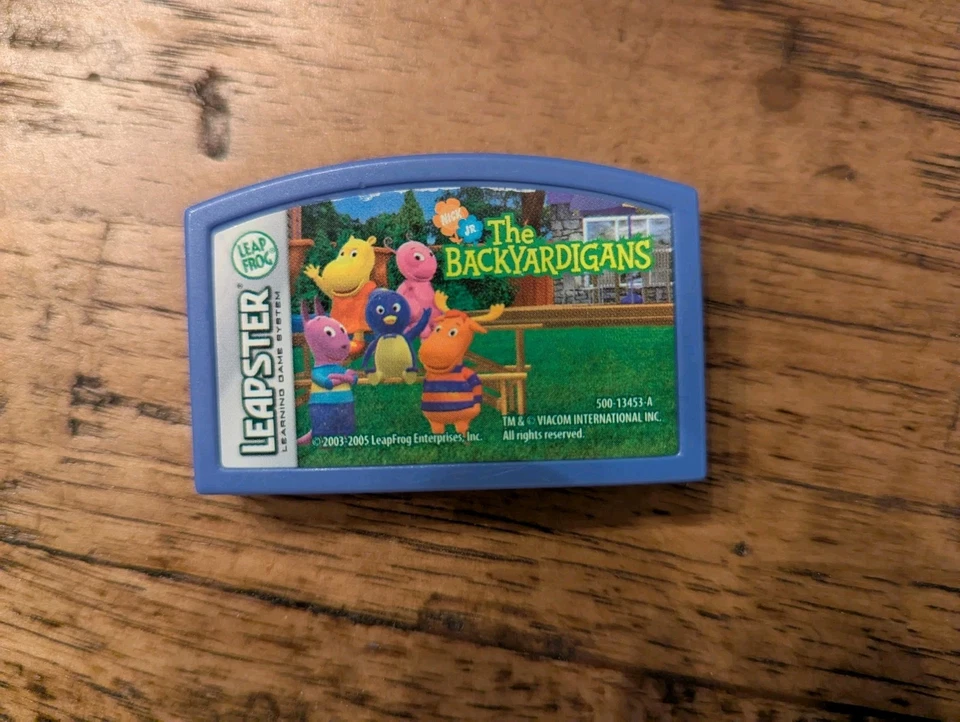 LEAP
FROG
LEAPSTER®
LEARNING GAME SYSTEM
NICK
JR
The
BACKYARDIGANS
500-13453-A
TM & © VIACOM INTERNATIONAL INC.
All rights reserved.
© 2003-2005 LeapFrog Enterprises, Inc.